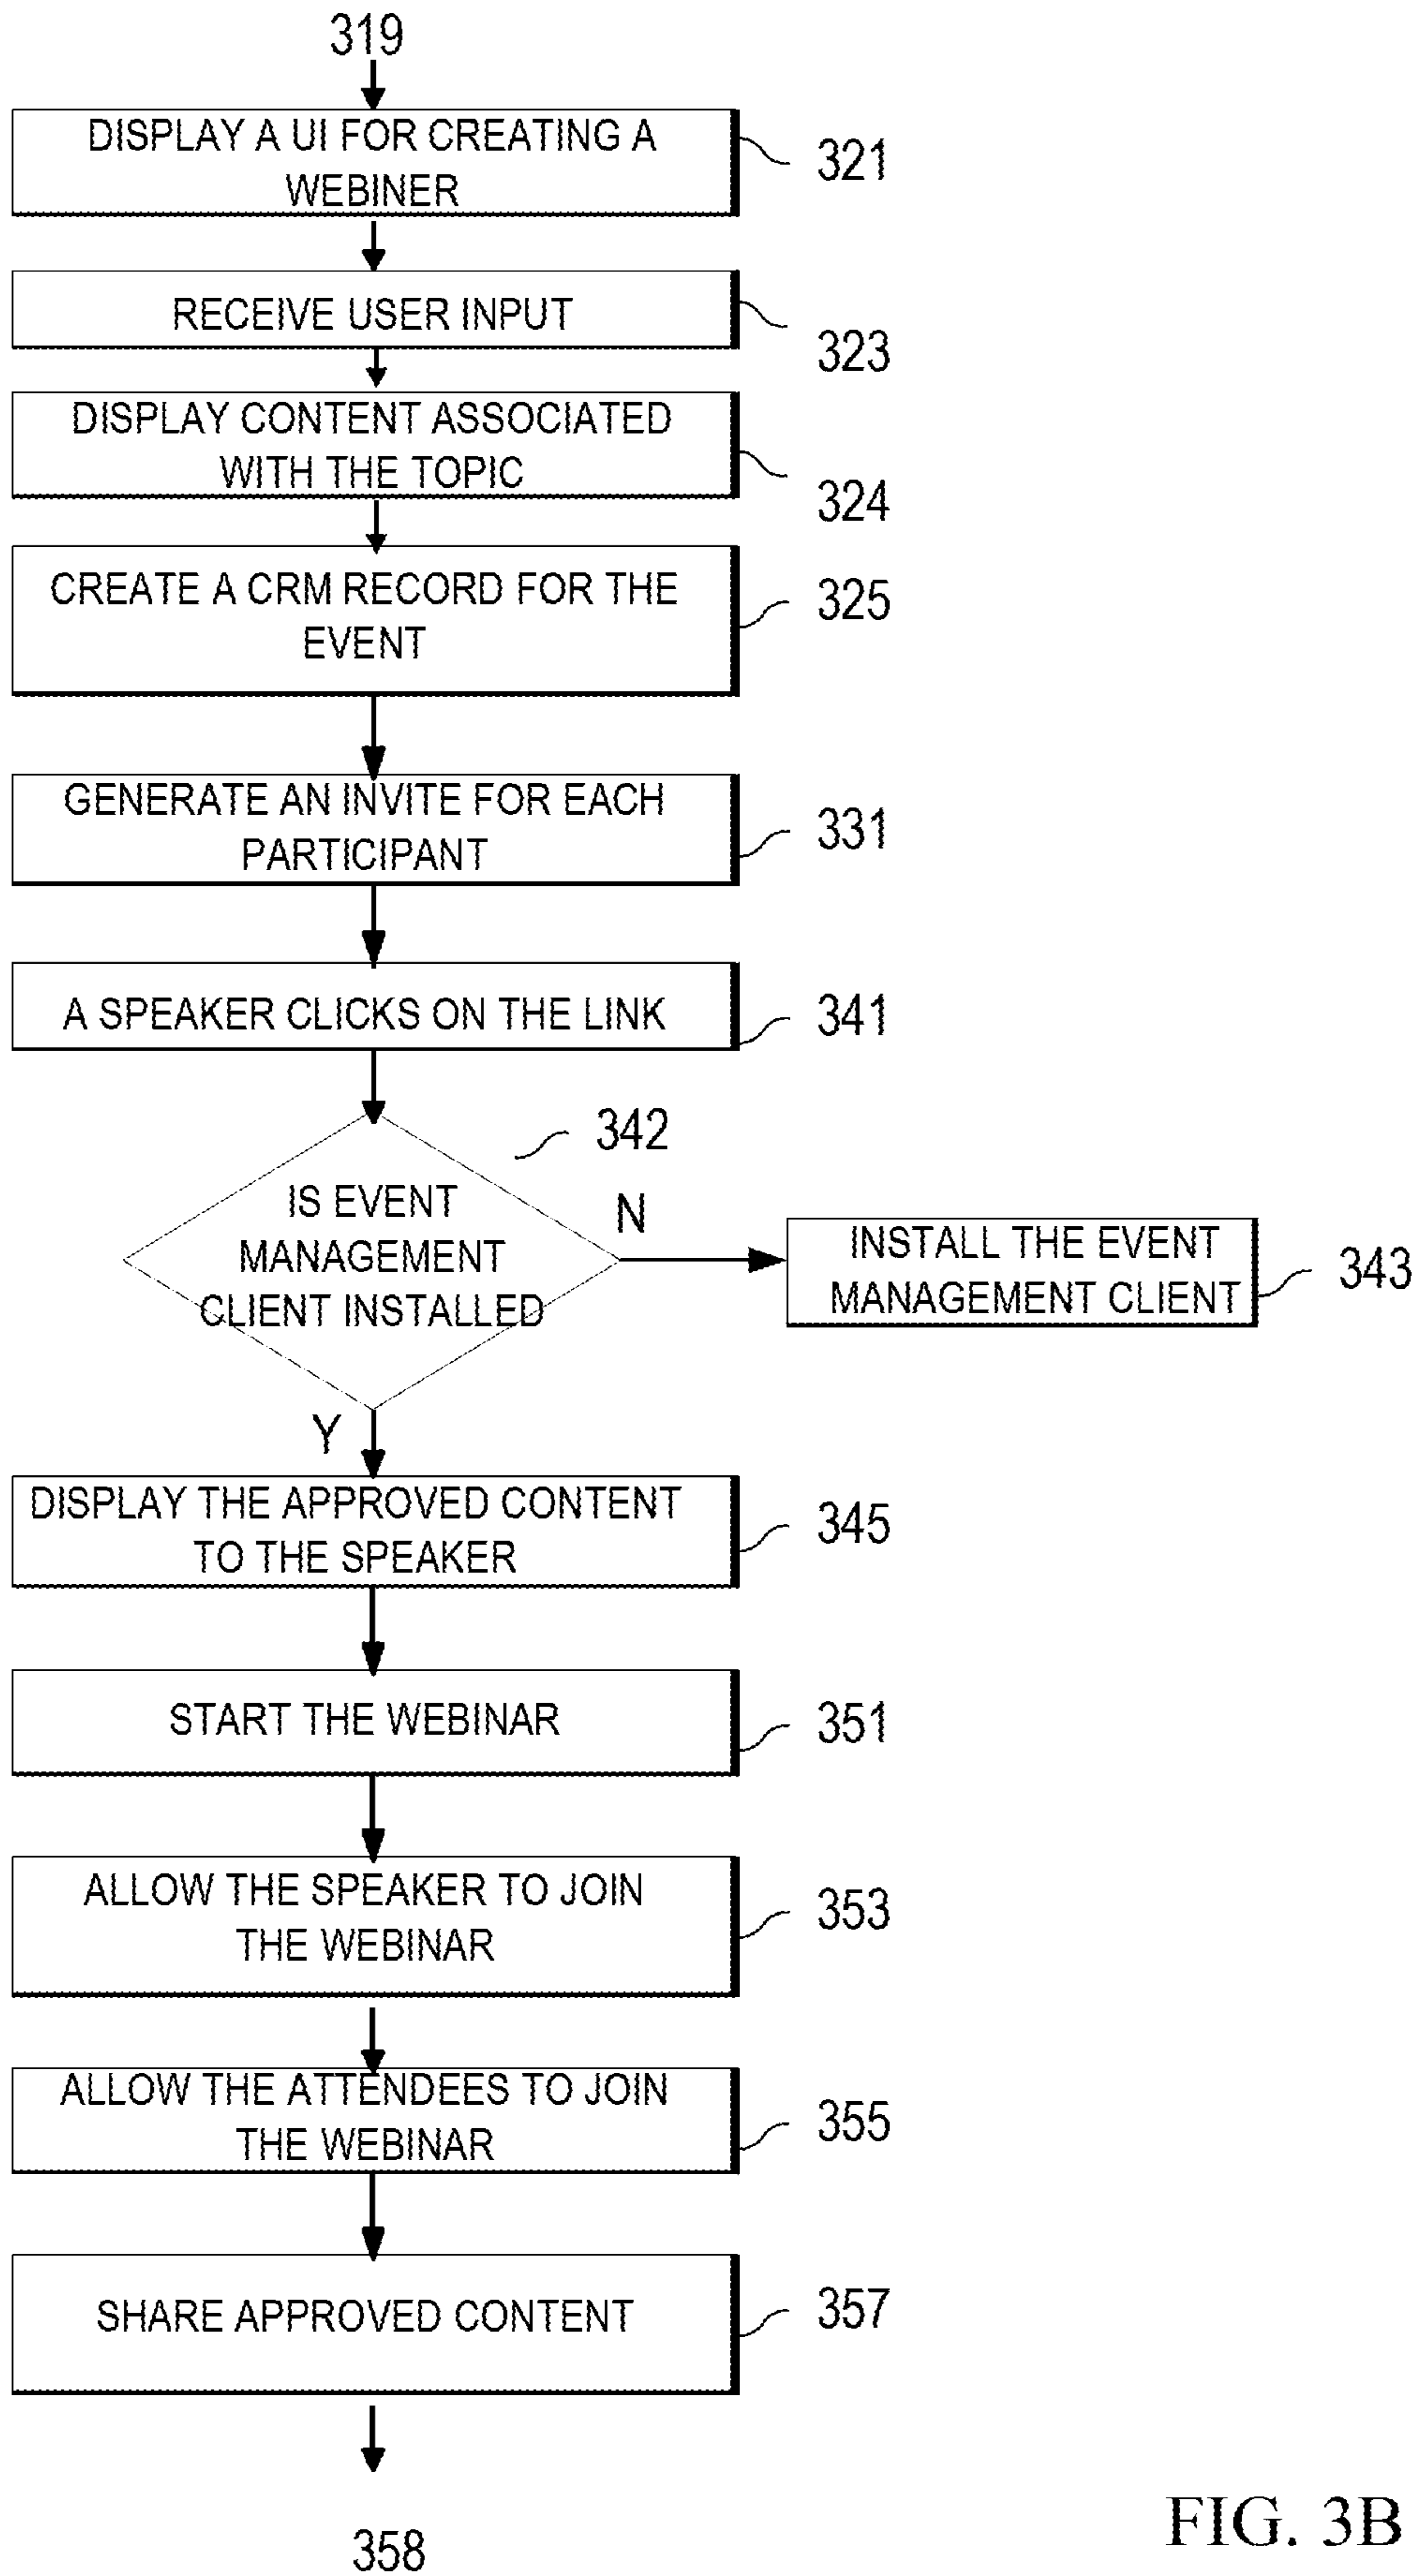 319
DISPLAY A UI FOR CREATING A
WEBINER
321
RECEIVE USER INPUT
323
DISPLAY CONTENT ASSOCIATED
WITH THE TOPIC
324
CREATE A CRM RECORD FOR THE
EVENT
325
GENERATE AN INVITE FOR EACH
PARTICIPANT
331
A SPEAKER CLICKS ON THE LINK
341
342
IS EVENT
MANAGEMENT
CLIENT INSTALLED
N
INSTALL THE EVENT
MANAGEMENT CLIENT
343
Y
DISPLAY THE APPROVED CONTENT
TO THE SPEAKER
345
START THE WEBINAR
351
ALLOW THE SPEAKER TO JOIN
THE WEBINAR
353
ALLOW THE ATTENDEES TO JOIN
THE WEBINAR
355
SHARE APPROVED CONTENT
357
358
FIG. 3B